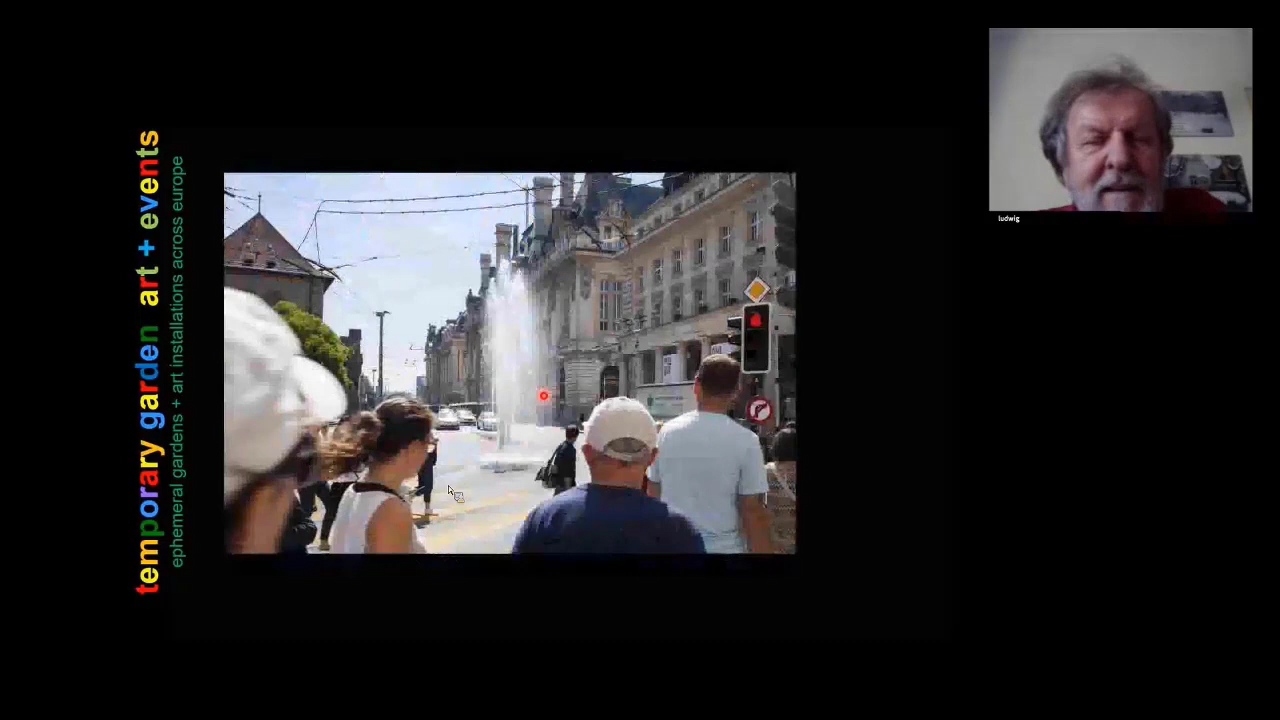 temporary garden art + events
ephemeral gardens + art installations across europe
ludwig